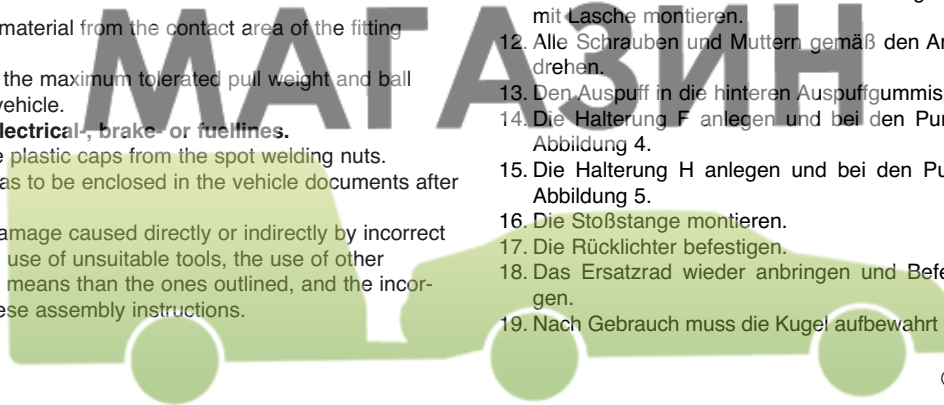 МАГАЗИН
material from the contact area of the fitting
the maximum tolerated pull weight and ball
vehicle.
electrical-, brake- or fuellines.
plastic caps from the spot welding nuts.
as to be enclosed in the vehicle documents after
amage caused directly or indirectly by incorrect
use of unsuitable tools, the use of other
means than the ones outlined, and the incor-
ese assembly instructions.
mit Lasche montieren.
12. Alle Schrauben und Muttern gemäß den
drehen.
13. Den Auspuff in die hinteren Auspuffgummis
14. Die Halterung F anlegen und bei den Pu
Abbildung 4.
15. Die Halterung H anlegen und bei den Pu
Abbildung 5.
16. Die Stoßstange montieren.
17. Die Rücklichter befestigen.
18. Das Ersatzrad wieder anbringen und Befe
gen.
19. Nach Gebrauch muss die Kugel aufbewahrt